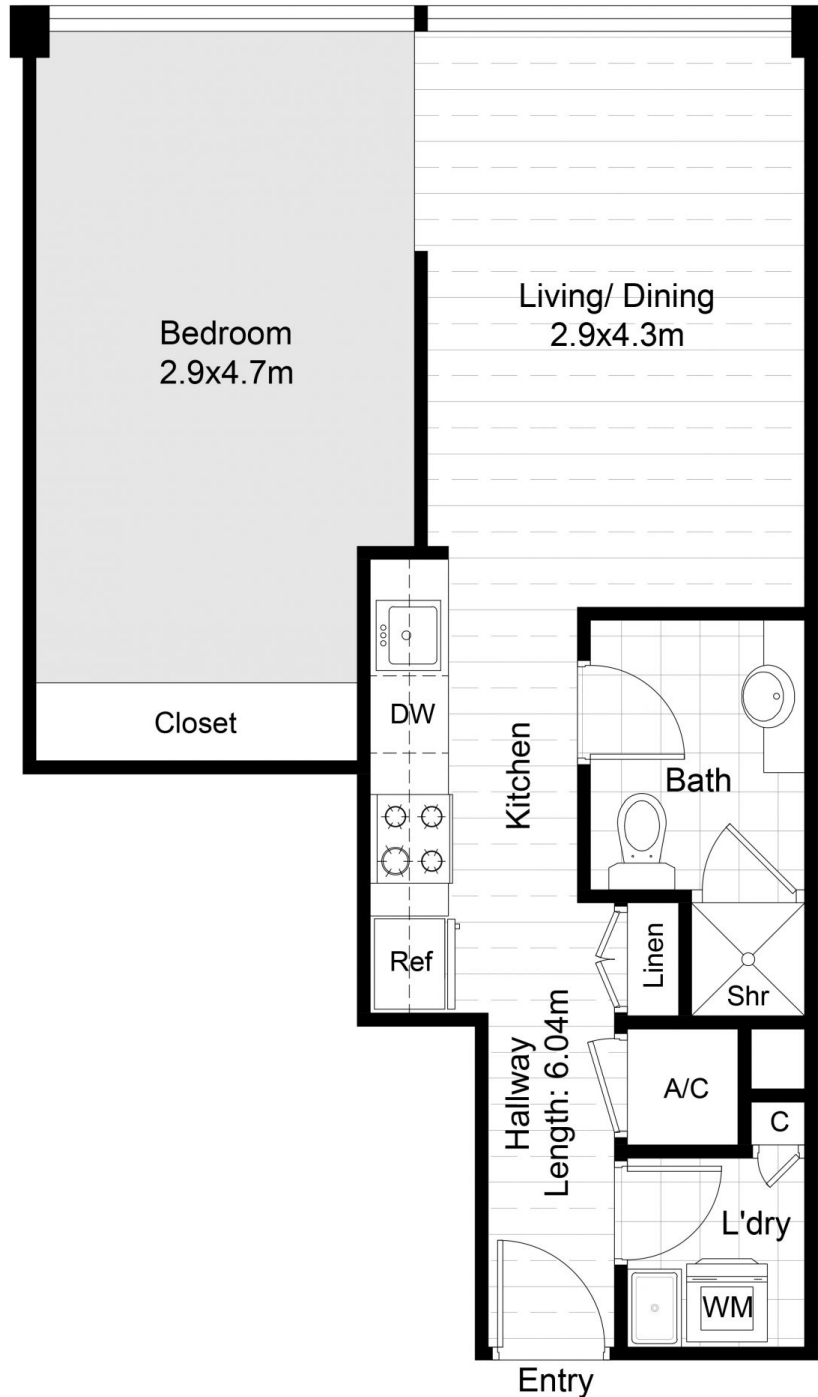 Bedroom
2.9x4.7m
Living/ Dining
2.9x4.3m
Closet
DW
Kitchen
Bath
Ref
Linen
Shr
Hallway
Length: 6.04m
A/C
C
L'dry
WM
Entry